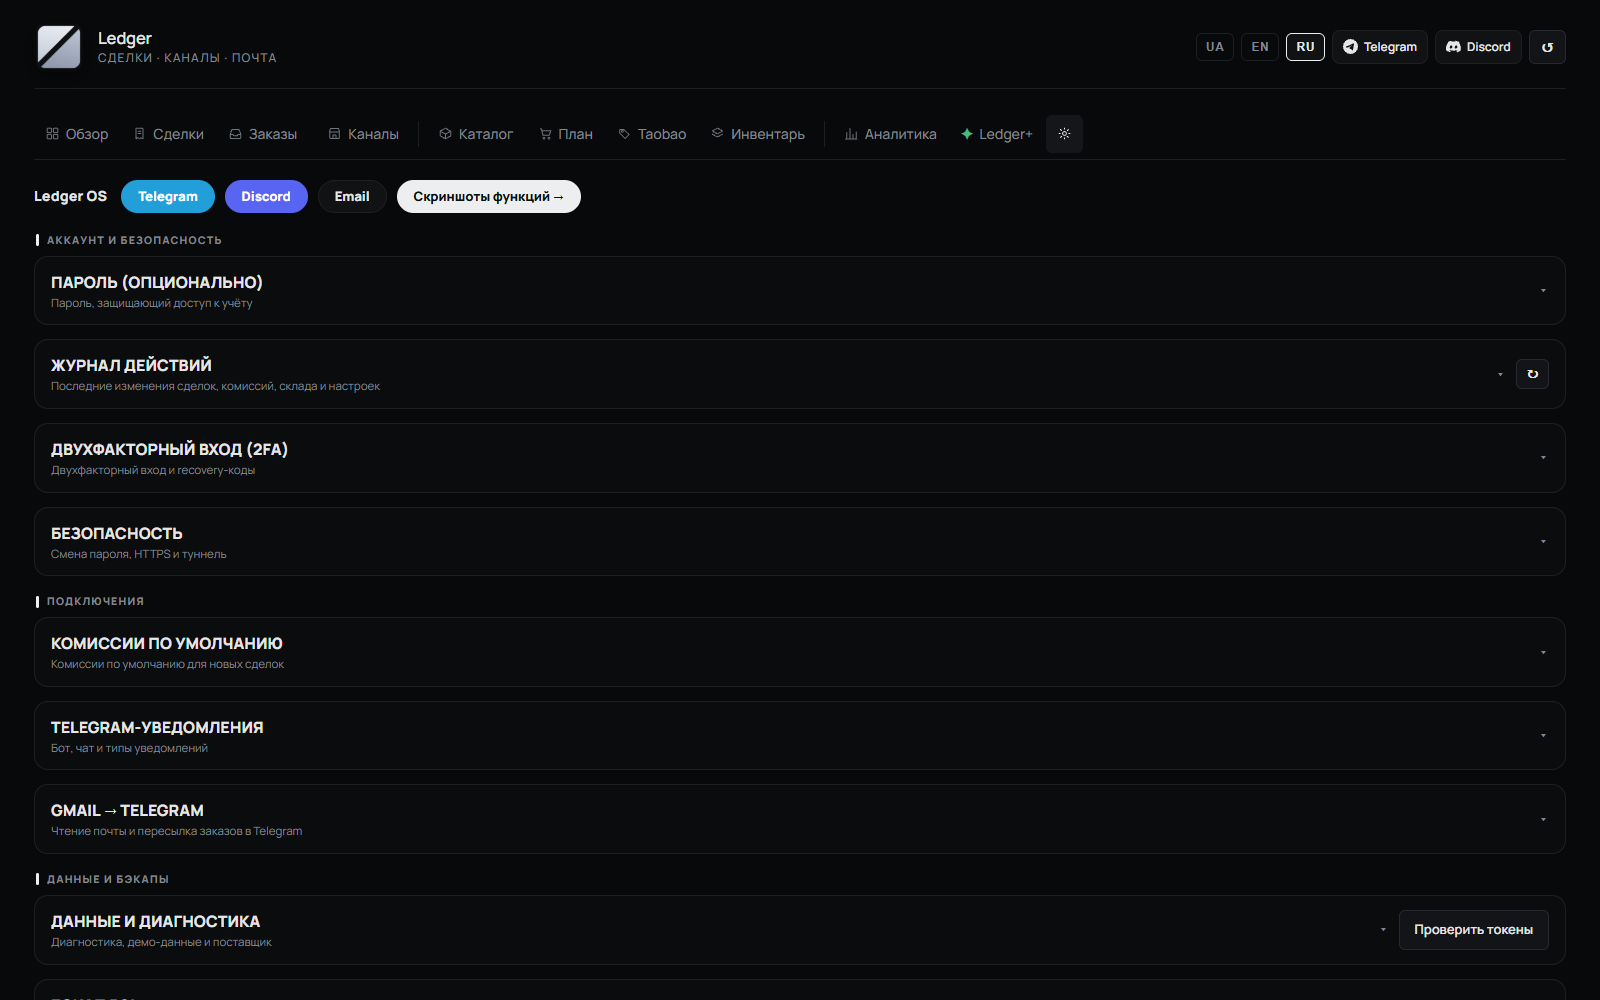 Ledger
СДЕЛКИ · КАНАЛЫ · ПОЧТА
UA EN RU Telegram Discord
Обзор Сделки Заказы Каналы Каталог План Taobao Инвентарь Аналитика Ledger+
Ledger OS Telegram Discord Email Скриншоты функций →
АККАУНТ И БЕЗОПАСНОСТЬ
ПАРОЛЬ (ОПЦИОНАЛЬНО)
Пароль, защищающий доступ к учёту
ЖУРНАЛ ДЕЙСТВИЙ
Последние изменения сделок, комиссий, склада и настроек
ДВУХФАКТОРНЫЙ ВХОД (2FA)
Двухфакторный вход и recovery-коды
БЕЗОПАСНОСТЬ
Смена пароля, HTTPS и туннель
ПОДКЛЮЧЕНИЯ
КОМИССИИ ПО УМОЛЧАНИЮ
Комиссии по умолчанию для новых сделок
TELEGRAM-УВЕДОМЛЕНИЯ
Бот, чат и типы уведомлений
GMAIL → TELEGRAM
Чтение почты и пересылка заказов в Telegram
ДАННЫЕ И БЭКАПЫ
ДАННЫЕ И ДИАГНОСТИКА
Диагностика, демо-данные и поставщик
Проверить токены